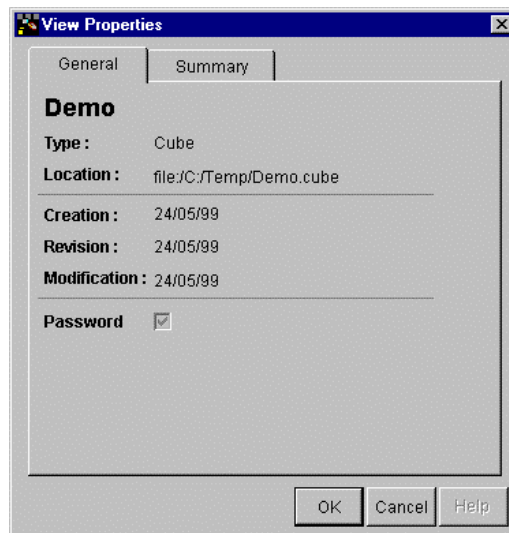 View Properties
General Summary
Demo
Type : Cube
Location : file:/C:/Temp/Demo.cube
Creation : 24/05/99
Revision : 24/05/99
Modification : 24/05/99
Password
OK Cancel Help